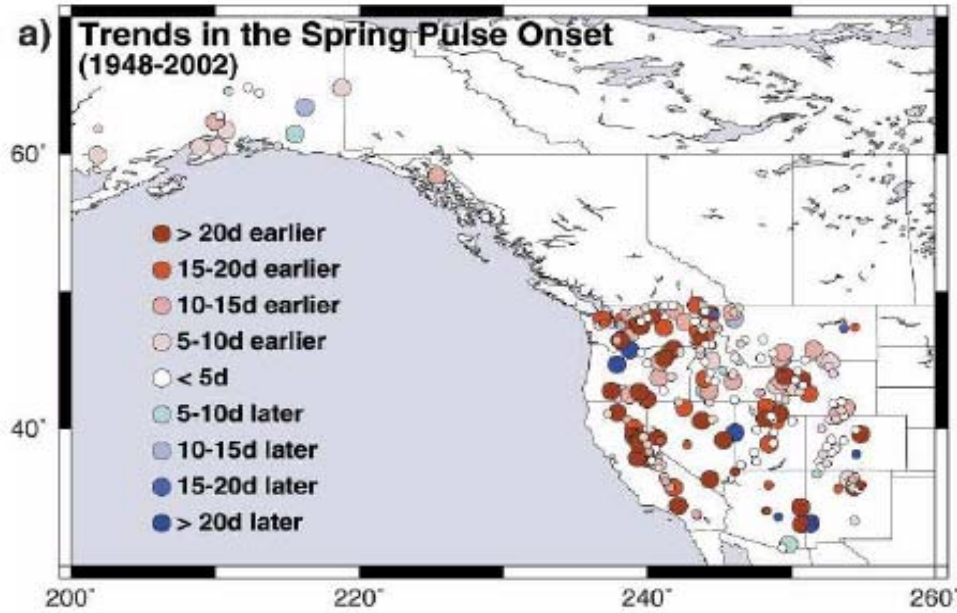 a) Trends in the Spring Pulse Onset
(1948-2002)
60˚
> 20d earlier
15-20d earlier
10-15d earlier
5-10d earlier
< 5d
5-10d later
10-15d later
15-20d later
> 20d later
40˚
200˚ 220˚ 240˚ 260˚